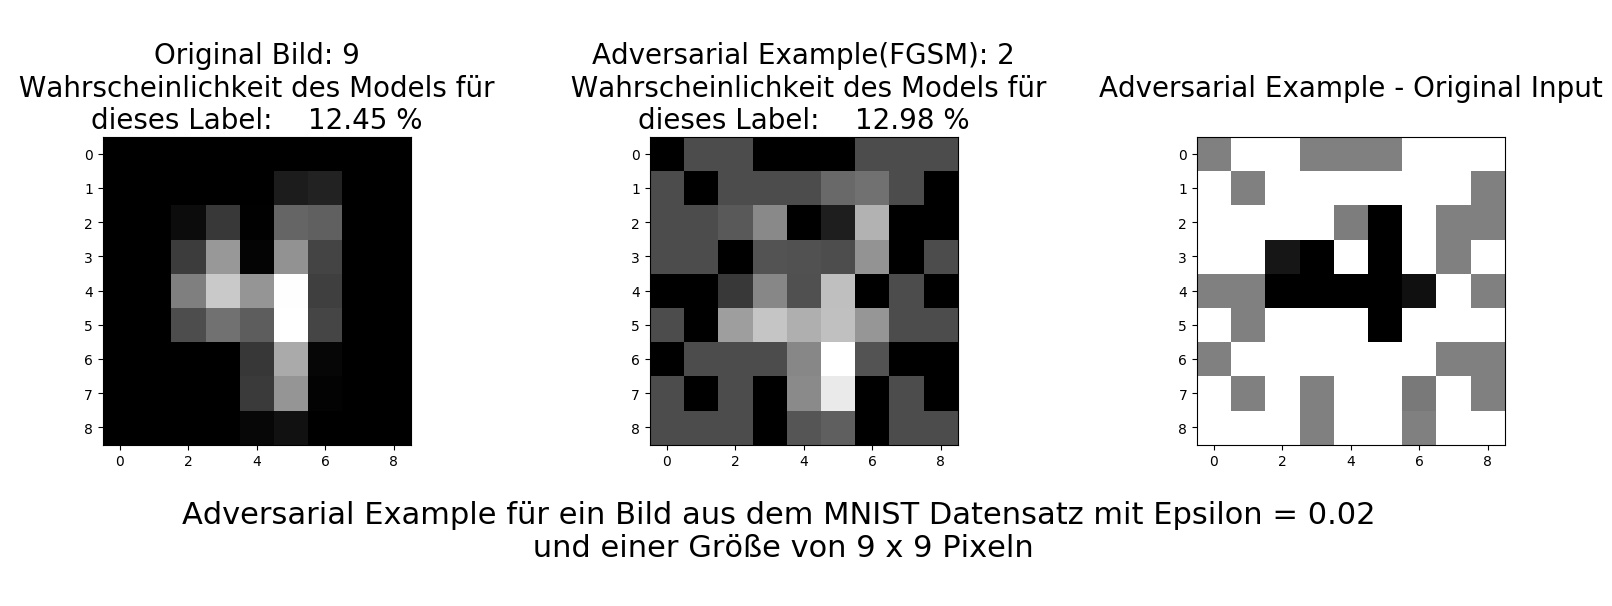 Original Bild: 9
Wahrscheinlichkeit des Models für
dieses Label: 12.45 %
Adversarial Example(FGSM): 2
Wahrscheinlichkeit des Models für
dieses Label: 12.98 %
Adversarial Example - Original Input
0
1
2
3
4
5
6
7
8
0 2 4 6 8
0
1
2
3
4
5
6
7
8
0 2 4 6 8
0
1
2
3
4
5
6
7
8
0 2 4 6 8
Adversarial Example für ein Bild aus dem MNIST Datensatz mit Epsilon = 0.02
und einer Größe von 9 x 9 Pixeln